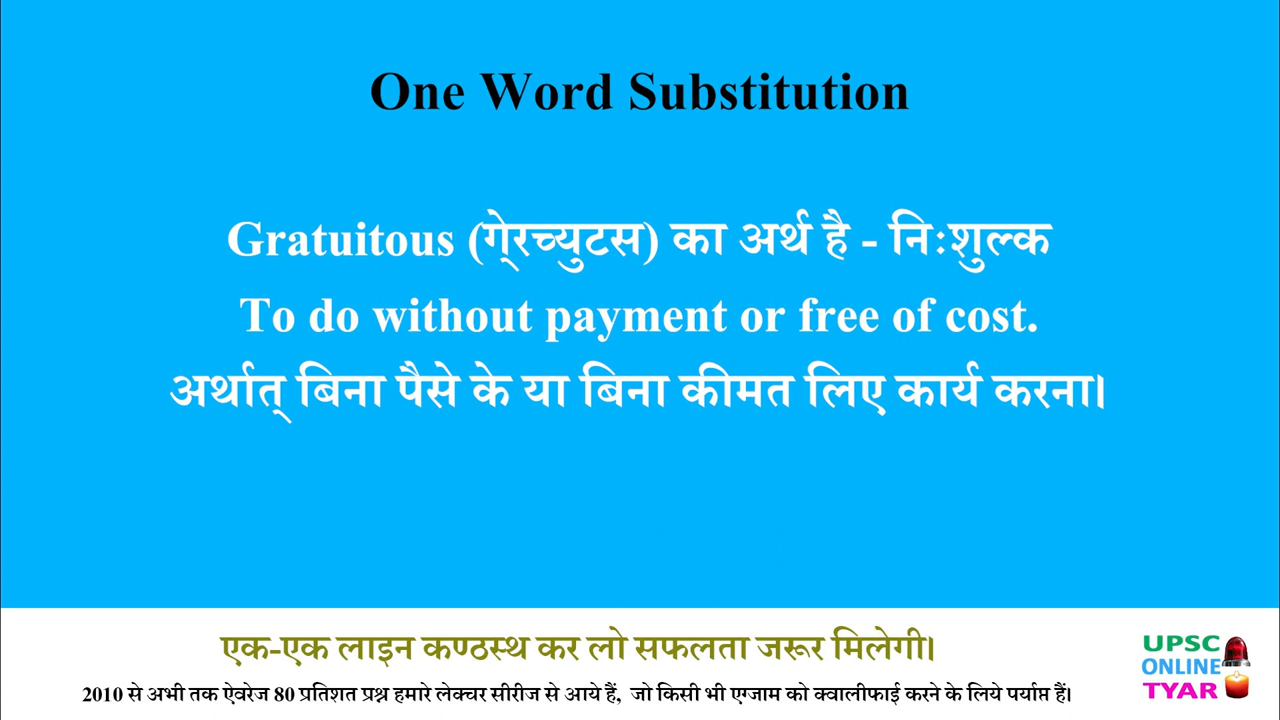 One Word Substitution
Gratuitous (गे्रच्युटस) का अर्थ है - निःशुल्क
To do without payment or free of cost.
अर्थात् बिना पैसे के या बिना कीमत लिए कार्य करना।
एक-एक लाइन कण्ठस्थ कर लो सफलता जरूर मिलेगी।
2010 से अभी तक ऐवरेज 80 प्रतिशत प्रश्न हमारे लेक्चर सीरीज से आये हैं, जो किसी भी एग्जाम को क्वालीफाई करने के लिये पर्याप्त हैं।
UPSC
ONLINE
TYAR